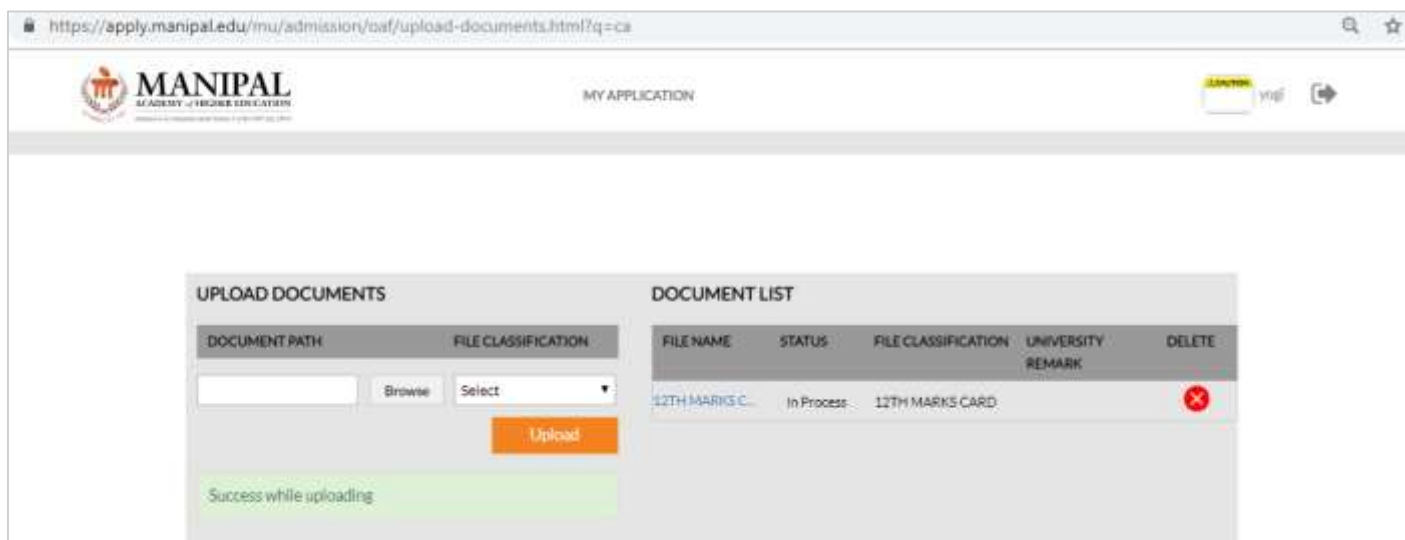 https://apply.manipal.edu/mu/admission/oaf/upload-documents.html?q=ca
MANIPAL
ACADEMY of HIGHER EDUCATION
MY APPLICATION
yogi
UPLOAD DOCUMENTS
DOCUMENT PATH FILE CLASSIFICATION
Browse Select
Upload
Success while uploading
DOCUMENT LIST
FILE NAME STATUS FILE CLASSIFICATION UNIVERSITY REMARK DELETE
12TH MARKS C... In Process 12TH MARKS CARD